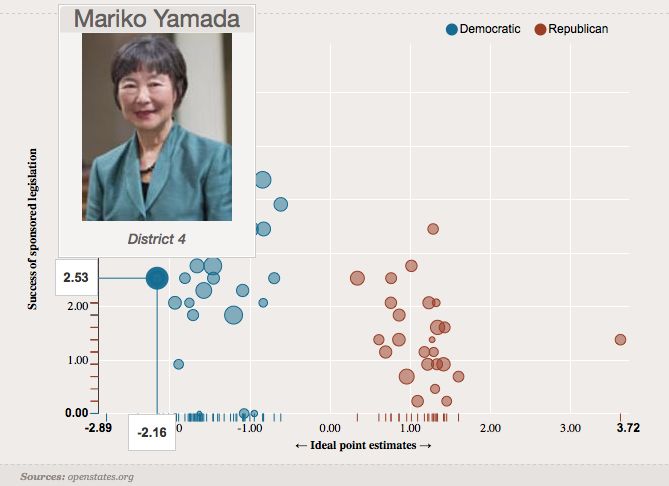 Mariko Yamada
Democratic
Republican
District 4
Success of sponsored legislation
2.53
2.00
1.00
0.00
-2.89
-2.16
0
-1.00
0.00
1.00
2.00
3.00
3.72
← Ideal point estimates →
Sources: openstates.org